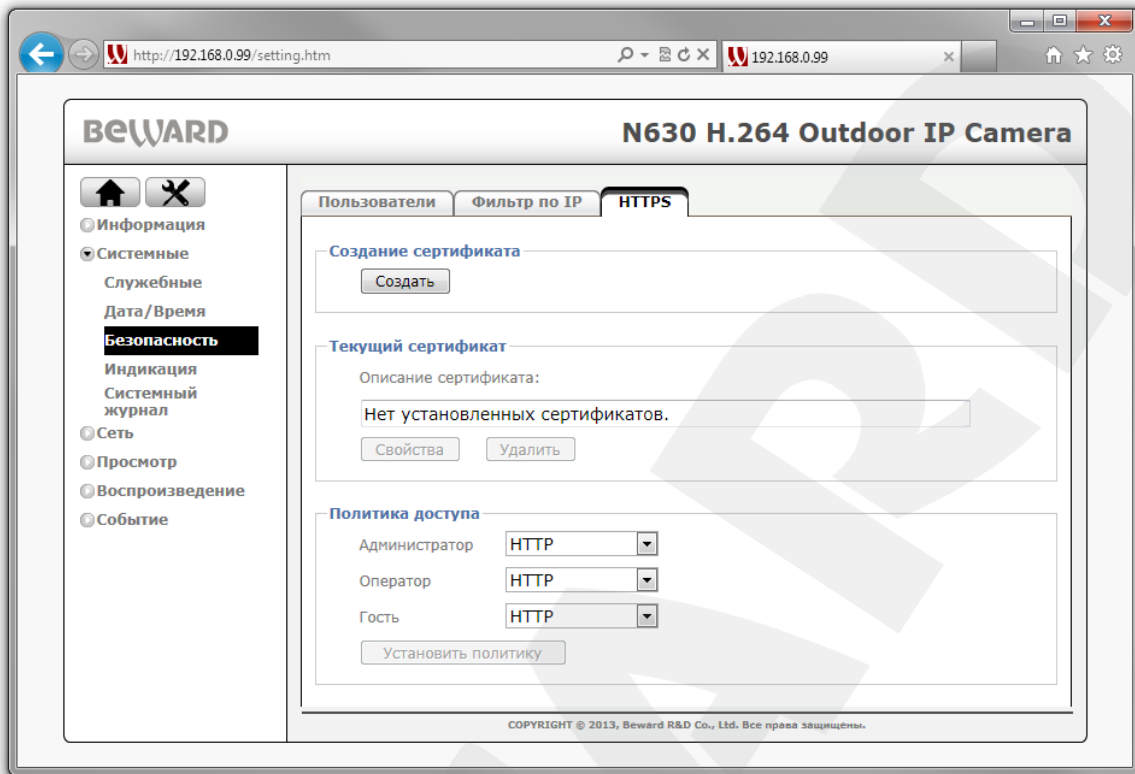 http://192.168.0.99/setting.htm
192.168.0.99
BEWARD
N630 H.264 Outdoor IP Camera
Информация
Системные
Служебные
Дата/Время
Безопасность
Индикация
Системный
журнал
Сеть
Просмотр
Воспроизведение
Событие
Пользователи
Фильтр по IP
HTTPS
Создание сертификата
Создать
Текущий сертификат
Описание сертификата:
Нет установленных сертификатов.
Свойства
Удалить
Политика доступа
Администратор HTTP
Оператор HTTP
Гость HTTP
Установить политику
COPYRIGHT © 2013, Beward R&D Co., Ltd. Все права защищены.